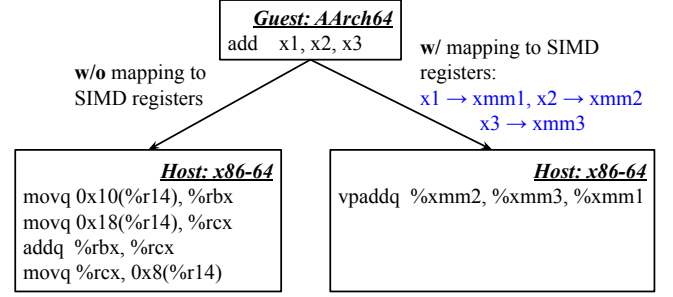 Guest: AArch64
add x1, x2, x3
w/o mapping to
SIMD registers
w/ mapping to SIMD
registers:
x1 → xmm1, x2 → xmm2
x3 → xmm3
Host: x86-64
movq 0x10(%r14), %rbx
movq 0x18(%r14), %rcx
addq %rbx, %rcx
movq %rcx, 0x8(%r14)
Host: x86-64
vpaddq %xmm2, %xmm3, %xmm1